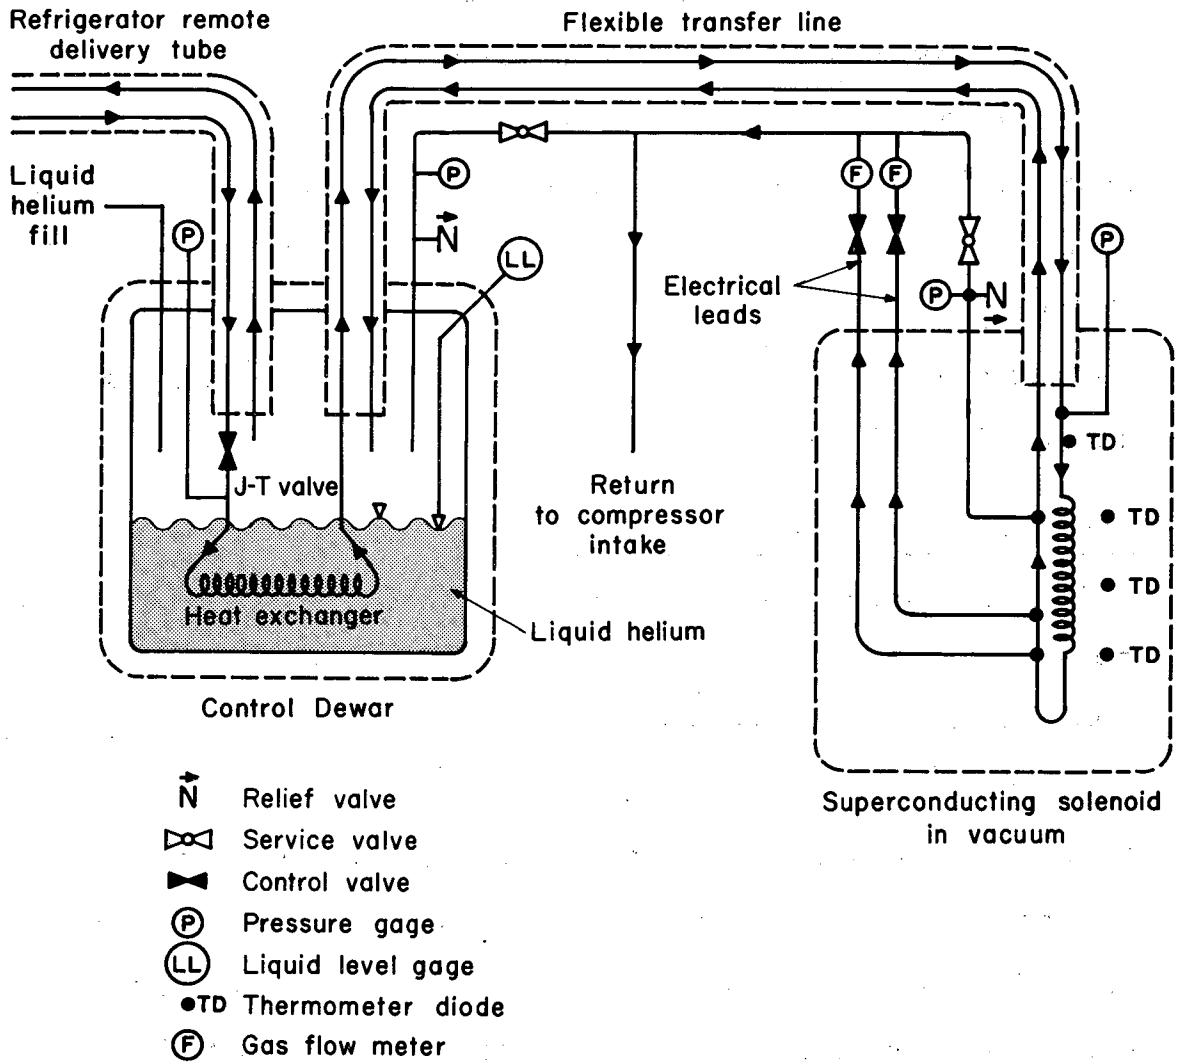 Refrigerator remote
delivery tube
Flexible transfer line
Liquid
helium
fill
P
P
N
LL
F
F
Electrical
leads
P
N
P
TD
J-T valve
Return
to compressor
intake
TD
TD
TD
Heat exchanger
Liquid helium
Control Dewar
Superconducting solenoid
in vacuum
N Relief valve
Service valve
Control valve
P Pressure gage
LL Liquid level gage
TD Thermometer diode
F Gas flow meter